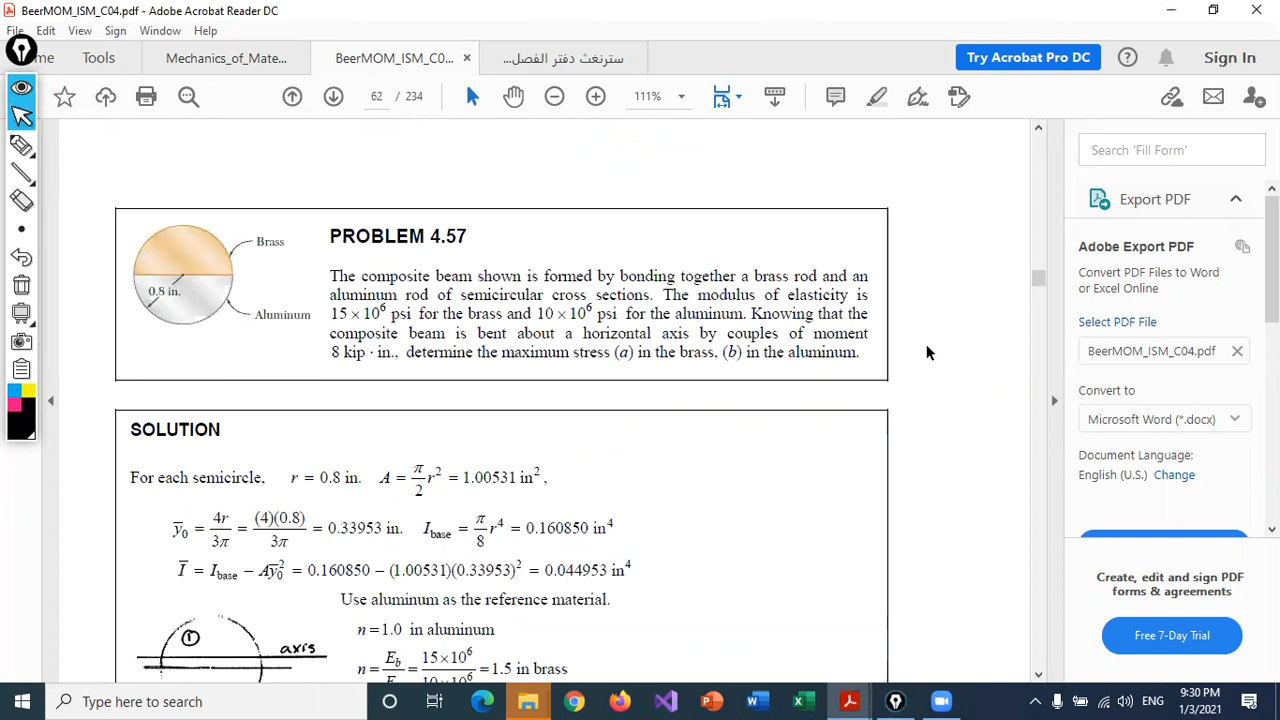 BeerMOM_ISM_C04.pdf - Adobe Acrobat Reader DC
File Edit View Sign Window Help
me Tools Mechanics_of_Mate... BeerMOM_ISM_C0... × سترنغث دفتر الفصل... Try Acrobat Pro DC Sign In
62 / 234 111%
Search 'Fill Form'
Export PDF
Adobe Export PDF
Convert PDF Files to Word
or Excel Online
Select PDF File
BeerMOM_ISM_C04.pdf
Convert to
Microsoft Word (*.docx)
Document Language:
English (U.S.) Change
Create, edit and sign PDF
forms & agreements
Free 7-Day Trial
Brass
0.8 in.
Aluminum
PROBLEM 4.57
The composite beam shown is formed by bonding together a brass rod and an
aluminum rod of semicircular cross sections. The modulus of elasticity is
15 × 10⁶ psi for the brass and 10 × 10⁶ psi for the aluminum. Knowing that the
composite beam is bent about a horizontal axis by couples of moment
8 kip · in., determine the maximum stress (a) in the brass, (b) in the aluminum.
SOLUTION
For each semicircle, r = 0.8 in. A = π/2 r² = 1.00531 in²,
ȳ₀ = 4r/3π = (4)(0.8)/3π = 0.33953 in. I_base = π/8 r⁴ = 0.160850 in⁴
Ī = I_base − Aȳ₀² = 0.160850 − (1.00531)(0.33953)² = 0.044953 in⁴
Use aluminum as the reference material.
① axis
n = 1.0 in aluminum
n = E_b/E = 15×10⁶/10×10⁶ = 1.5 in brass
Type here to search
ENG
9:30 PM
1/3/2021